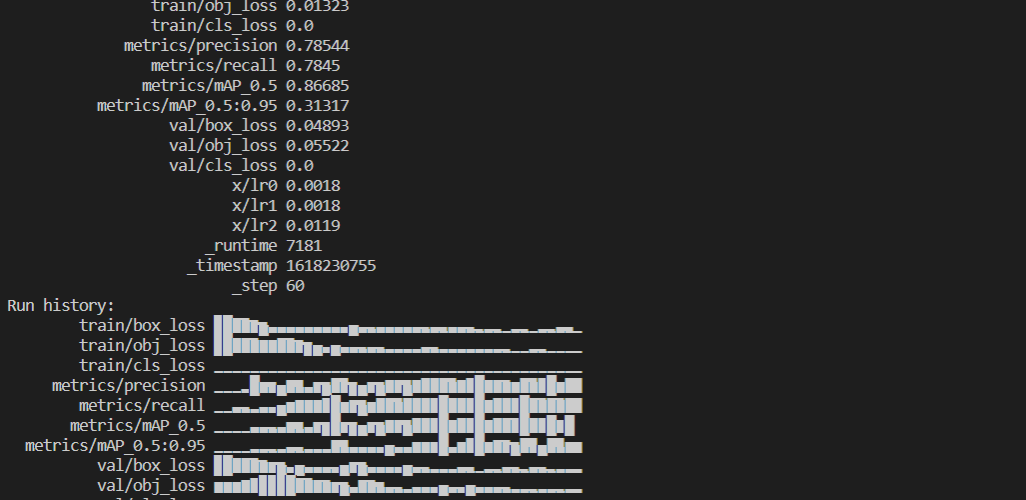 train/obj_loss 0.01323
train/cls_loss 0.0
metrics/precision 0.78544
metrics/recall 0.7845
metrics/mAP_0.5 0.86685
metrics/mAP_0.5:0.95 0.31317
val/box_loss 0.04893
val/obj_loss 0.05522
val/cls_loss 0.0
x/lr0 0.0018
x/lr1 0.0018
x/lr2 0.0119
_runtime 7181
_timestamp 1618230755
_step 60
Run history:
train/box_loss
train/obj_loss
train/cls_loss
metrics/precision
metrics/recall
metrics/mAP_0.5
metrics/mAP_0.5:0.95
val/box_loss
val/obj_loss